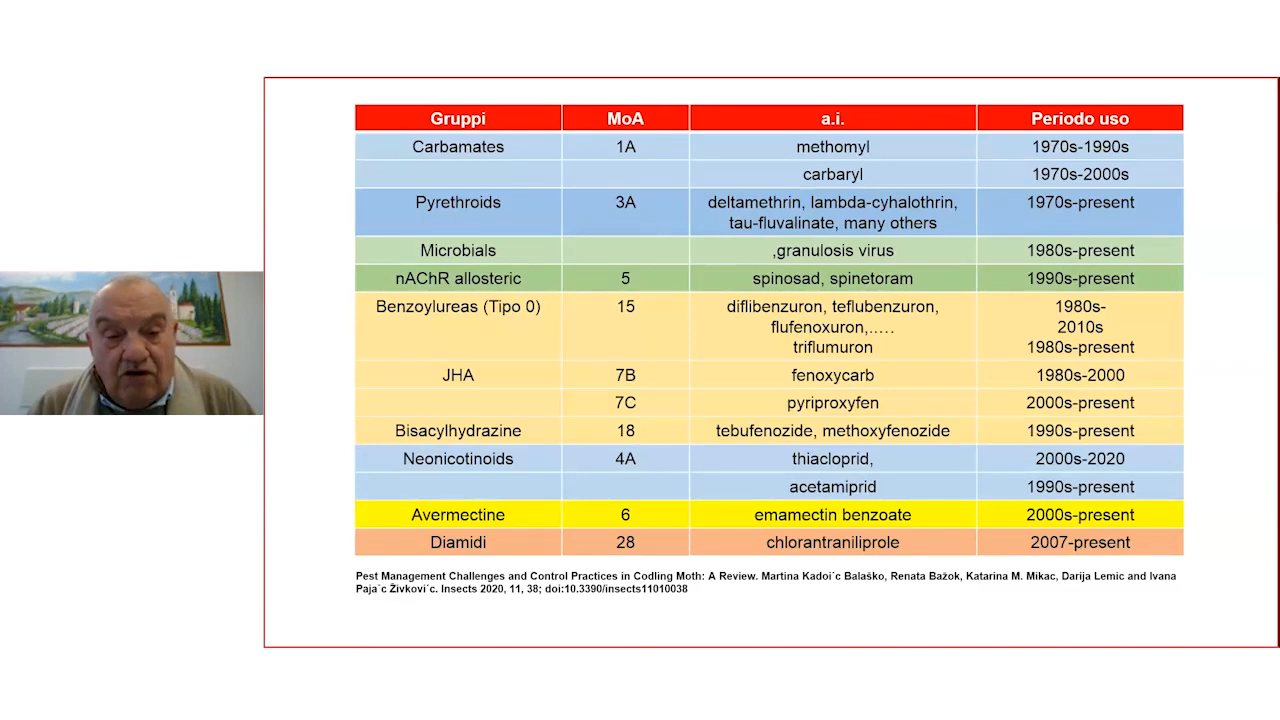 Gruppi MoA a.i. Periodo uso
Carbamates 1A methomyl 1970s-1990s
carbaryl 1970s-2000s
Pyrethroids 3A deltamethrin, lambda-cyhalothrin, 1970s-present
tau-fluvalinate, many others
Microbials ,granulosis virus 1980s-present
nAChR allosteric 5 spinosad, spinetoram 1990s-present
Benzoylureas (Tipo 0) 15 diflibenzuron, teflubenzuron, 1980s-
flufenoxuron,..... 2010s
triflumuron 1980s-present
JHA 7B fenoxycarb 1980s-2000
7C pyriproxyfen 2000s-present
Bisacylhydrazine 18 tebufenozide, methoxyfenozide 1990s-present
Neonicotinoids 4A thiacloprid, 2000s-2020
acetamiprid 1990s-present
Avermectine 6 emamectin benzoate 2000s-present
Diamidi 28 chlorantraniliprole 2007-present
Pest Management Challenges and Control Practices in Codling Moth: A Review. Martina Kadoi´c Balaško, Renata Bažok, Katarina M. Mikac, Darija Lemic and Ivana
Paja´c Živkovi´c. Insects 2020, 11, 38; doi:10.3390/insects11010038